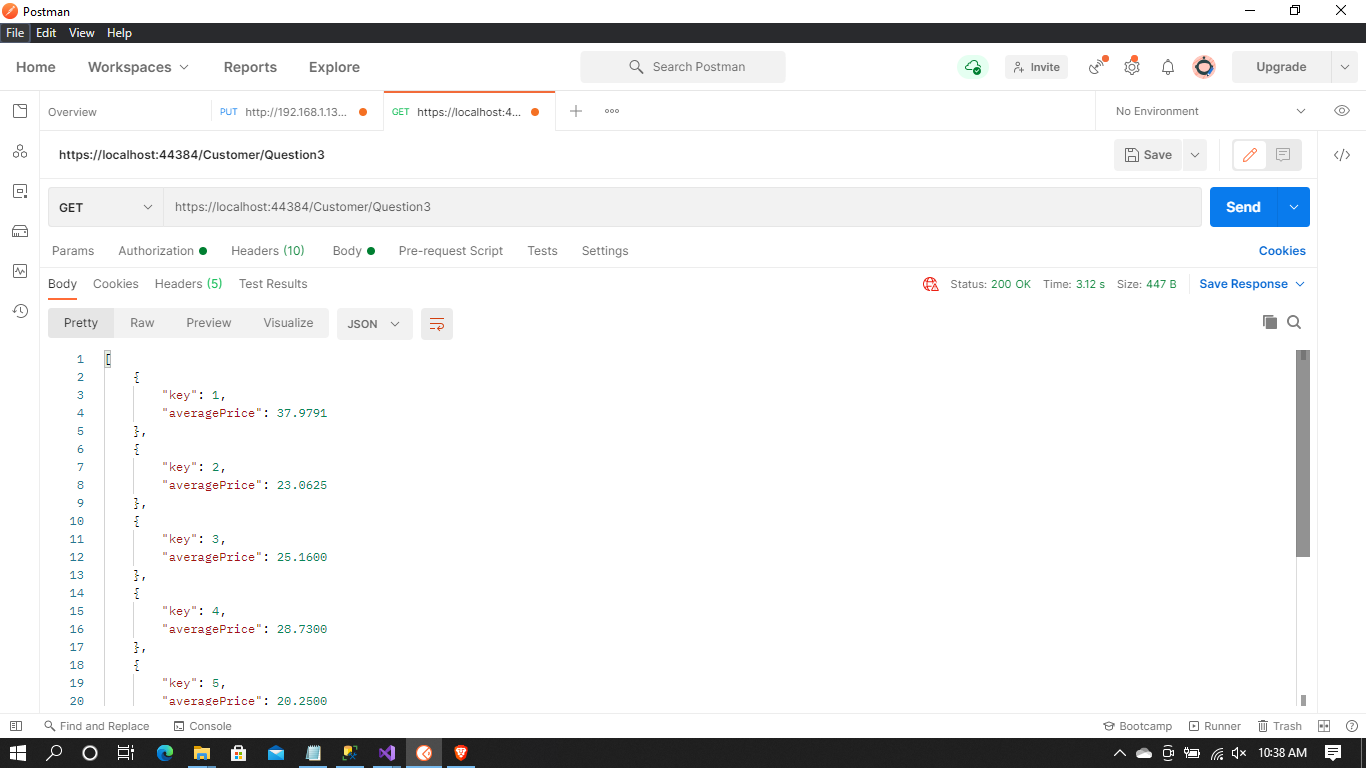 Postman
File Edit View Help
Home Workspaces Reports Explore Search Postman Invite Upgrade
Overview PUT http://192.168.1.13... GET https://localhost:4... No Environment
https://localhost:44384/Customer/Question3 Save
GET https://localhost:44384/Customer/Question3 Send
Params Authorization Headers (10) Body Pre-request Script Tests Settings Cookies
Body Cookies Headers (5) Test Results Status: 200 OK Time: 3.12 s Size: 447 B Save Response
Pretty Raw Preview Visualize JSON
1 [
2 {
3 "key": 1,
4 "averagePrice": 37.9791
5 },
6 {
7 "key": 2,
8 "averagePrice": 23.0625
9 },
10 {
11 "key": 3,
12 "averagePrice": 25.1600
13 },
14 {
15 "key": 4,
16 "averagePrice": 28.7300
17 },
18 {
19 "key": 5,
20 "averagePrice": 20.2500
Find and Replace Console Bootcamp Runner Trash
10:38 AM